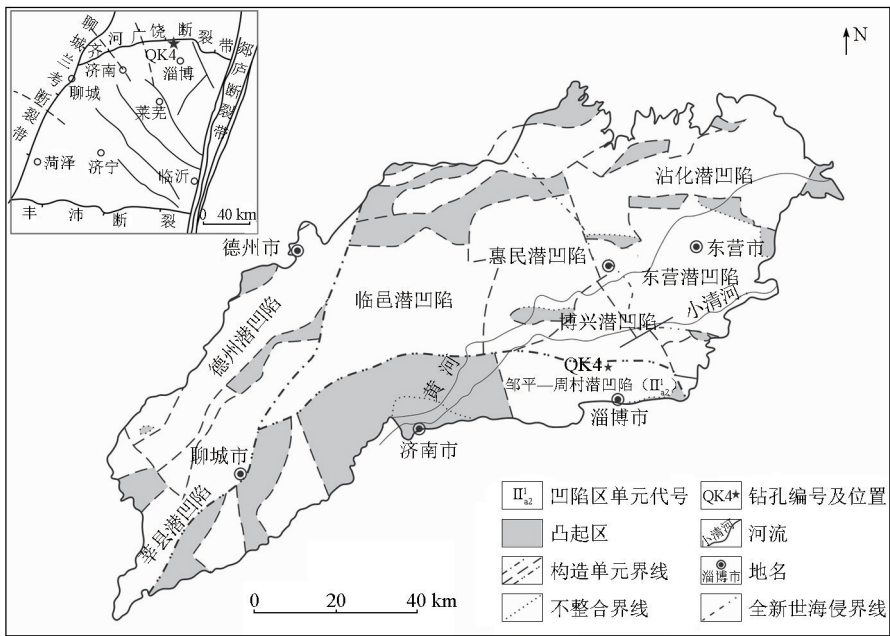 聊城兰考断裂带
齐河广饶断裂带
郯庐断裂带
QK4
济南
淄博
聊城
莱芜
菏泽
济宁
临沂
丰沛断裂
0 40 km
N
沾化潜凹陷
德州市
惠民潜凹陷
东营市
东营潜凹陷
临邑潜凹陷
小清河
博兴潜凹陷
德州潜凹陷
黄河
QK4
邹平—周村潜凹陷（II¹a2）
淄博市
济南市
聊城市
莘县潜凹陷
II¹a2 凹陷区单元代号
QK4 钻孔编号及位置
凸起区
小清河 河流
构造单元界线
淄博市 地名
不整合界线
全新世海侵界线
0 20 40 km